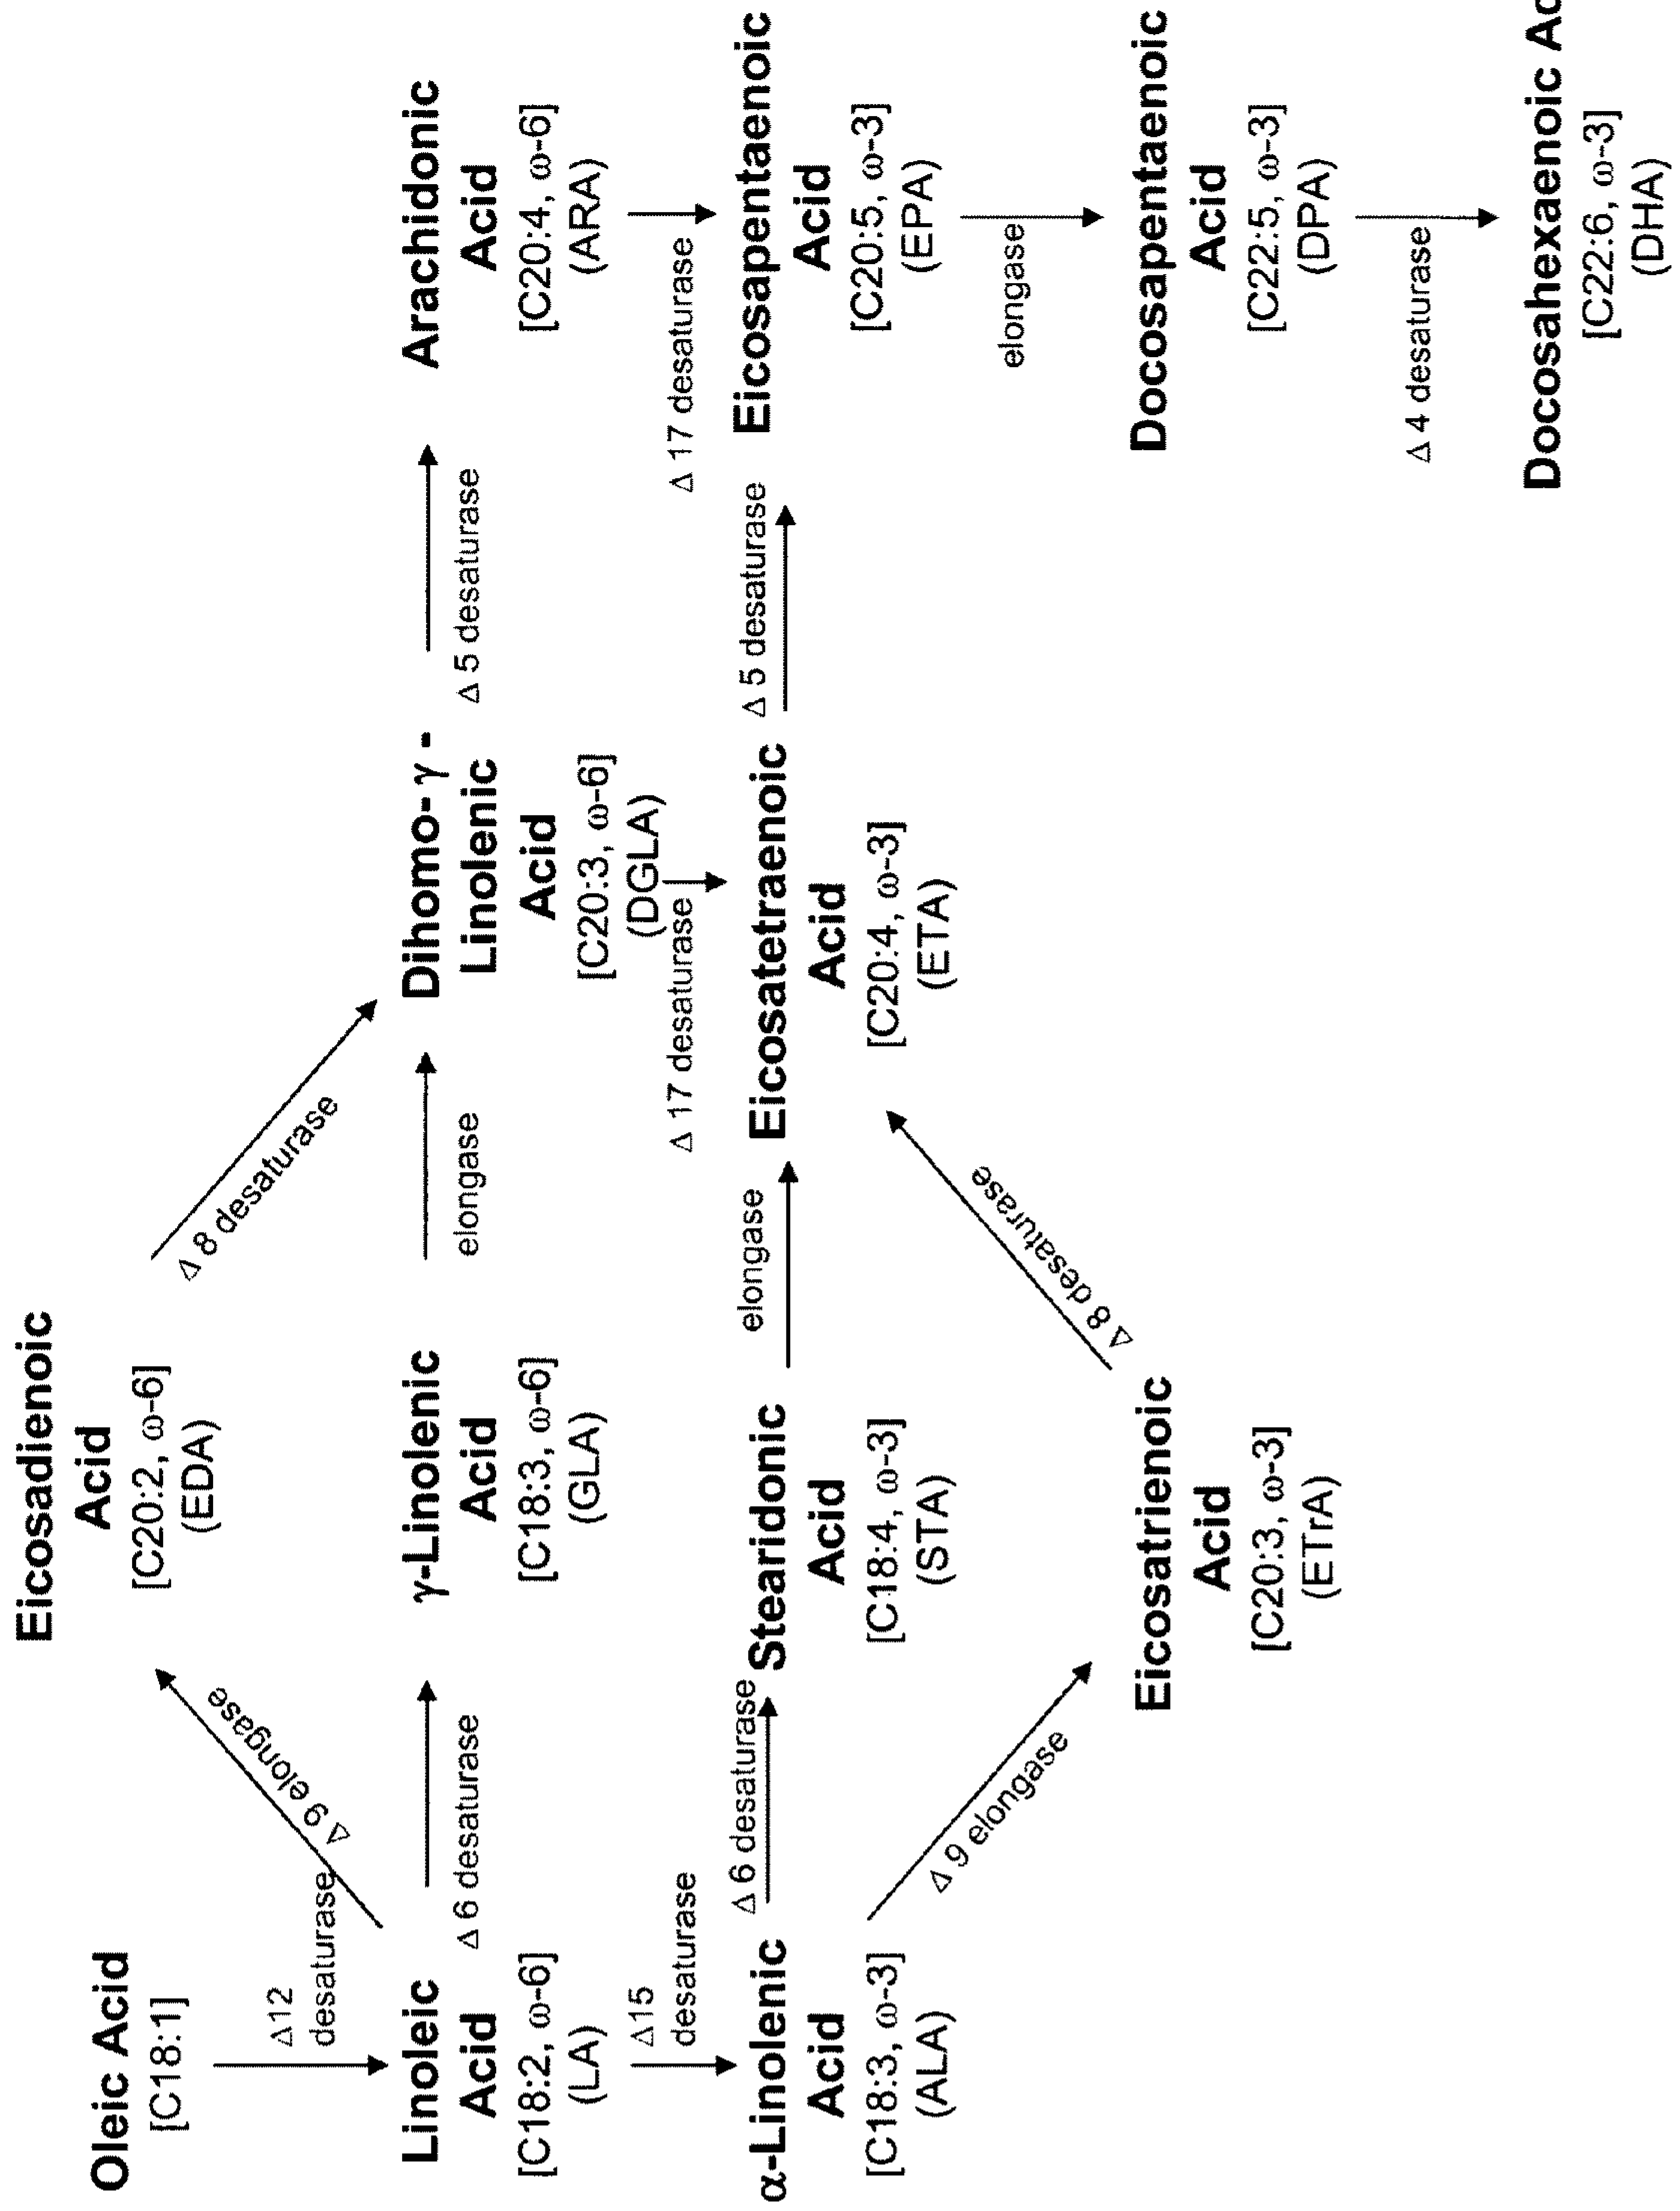 Oleic Acid
[C18:1]
Δ12
desaturase
Linoleic
Acid
[C18:2, ω-6]
(LA)
Δ15
desaturase
α-Linolenic
Acid
[C18:3, ω-3]
(ALA)
Δ 9 elongase
Δ 6 desaturase
Δ 6 desaturase
Δ 9 elongase
Eicosadienoic
Acid
[C20:2, ω-6]
(EDA)
γ-Linolenic
Acid
[C18:3, ω-6]
(GLA)
Stearidonic
Acid
[C18:4, ω-3]
(STA)
Eicosatrienoic
Acid
[C20:3, ω-3]
(ETrA)
Δ 8 desaturase
elongase
elongase
Δ 8 desaturase
Dihomo- γ -
Linolenic
Acid
[C20:3, ω-6]
(DGLA)
Δ 17 desaturase
Eicosatetraenoic
Acid
[C20:4, ω-3]
(ETA)
Δ 5 desaturase
Δ 5 desaturase
Arachidonic
Acid
[C20:4, ω-6]
(ARA)
Δ 17 desaturase
Eicosapentaenoic
Acid
[C20:5, ω-3]
(EPA)
elongase
Docosapentaenoic
Acid
[C22:5, ω-3]
(DPA)
Δ 4 desaturase
Docosahexaenoic
[C22:6, ω-3]
(DHA)